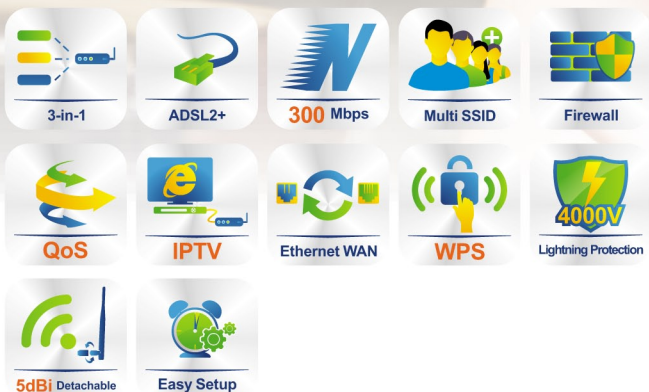 3-in-1
ADSL2+
300 Mbps
Multi SSID
Firewall
QoS
IPTV
Ethernet WAN
WPS
4000V
Lightning Protection
5dBi Detachable
Easy Setup